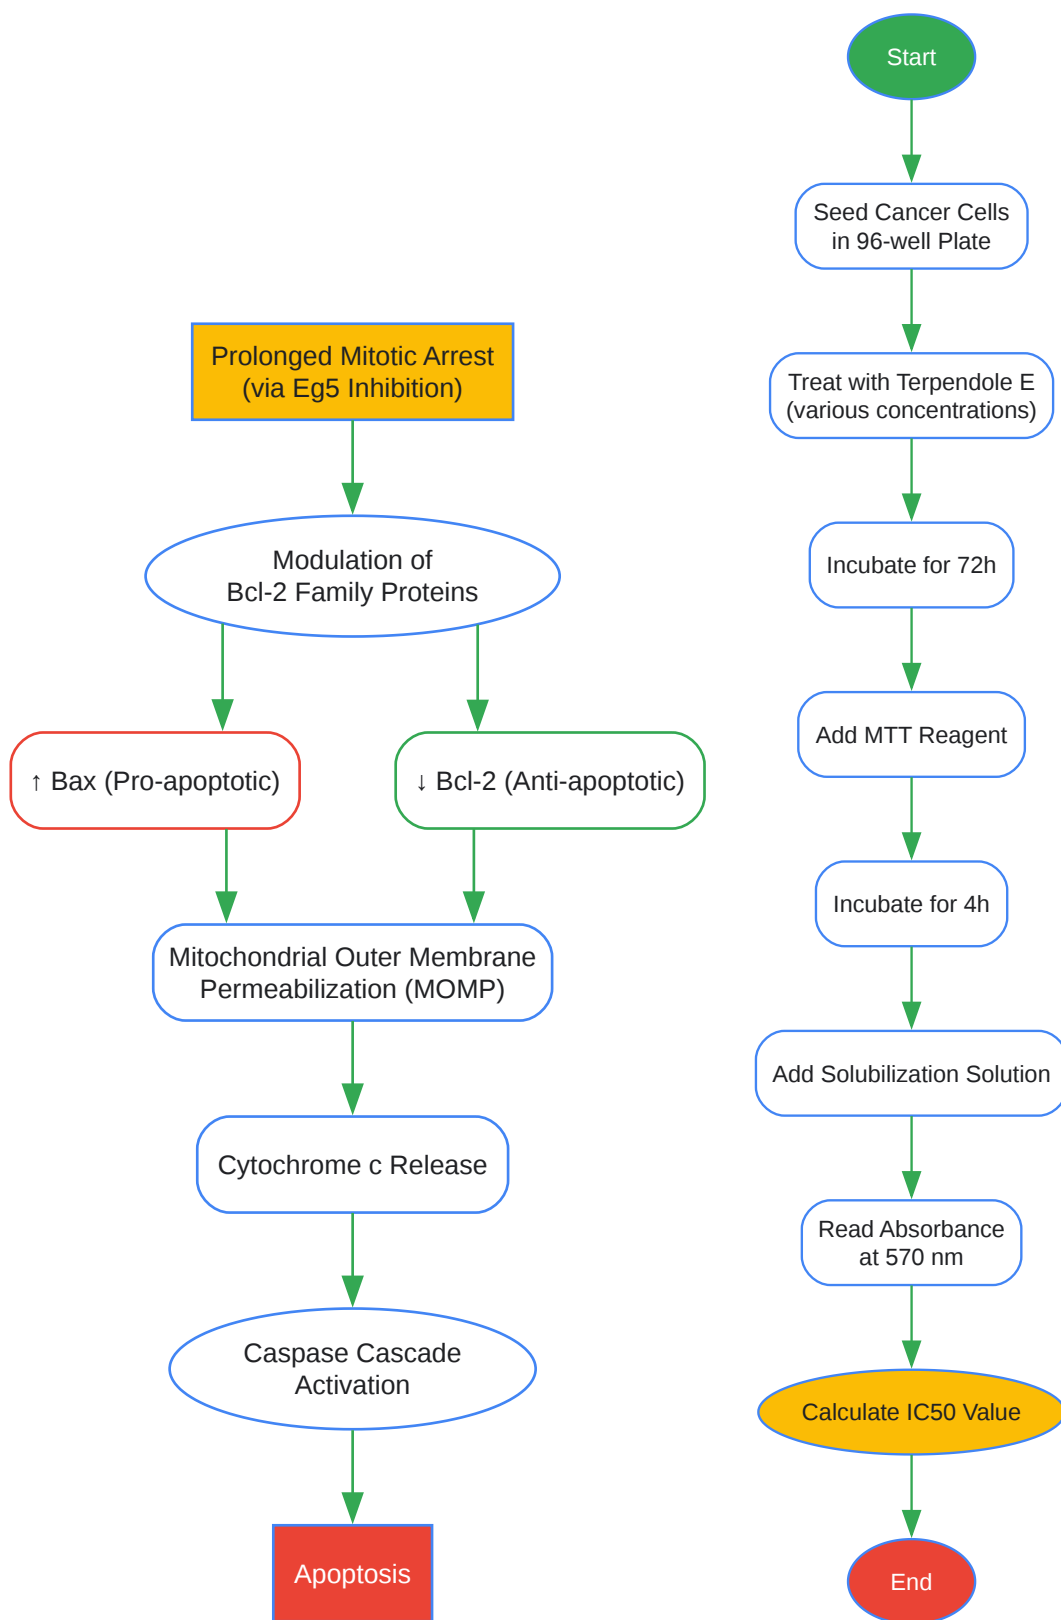 Prolonged Mitotic Arrest
(via Eg5 Inhibition)
Modulation of
Bcl-2 Family Proteins
↑ Bax (Pro-apoptotic)
↓ Bcl-2 (Anti-apoptotic)
Mitochondrial Outer Membrane
Permeabilization (MOMP)
Cytochrome c Release
Caspase Cascade
Activation
Apoptosis
Start
Seed Cancer Cells
in 96-well Plate
Treat with Terpendole E
(various concentrations)
Incubate for 72h
Add MTT Reagent
Incubate for 4h
Add Solubilization Solution
Read Absorbance
at 570 nm
Calculate IC50 Value
End